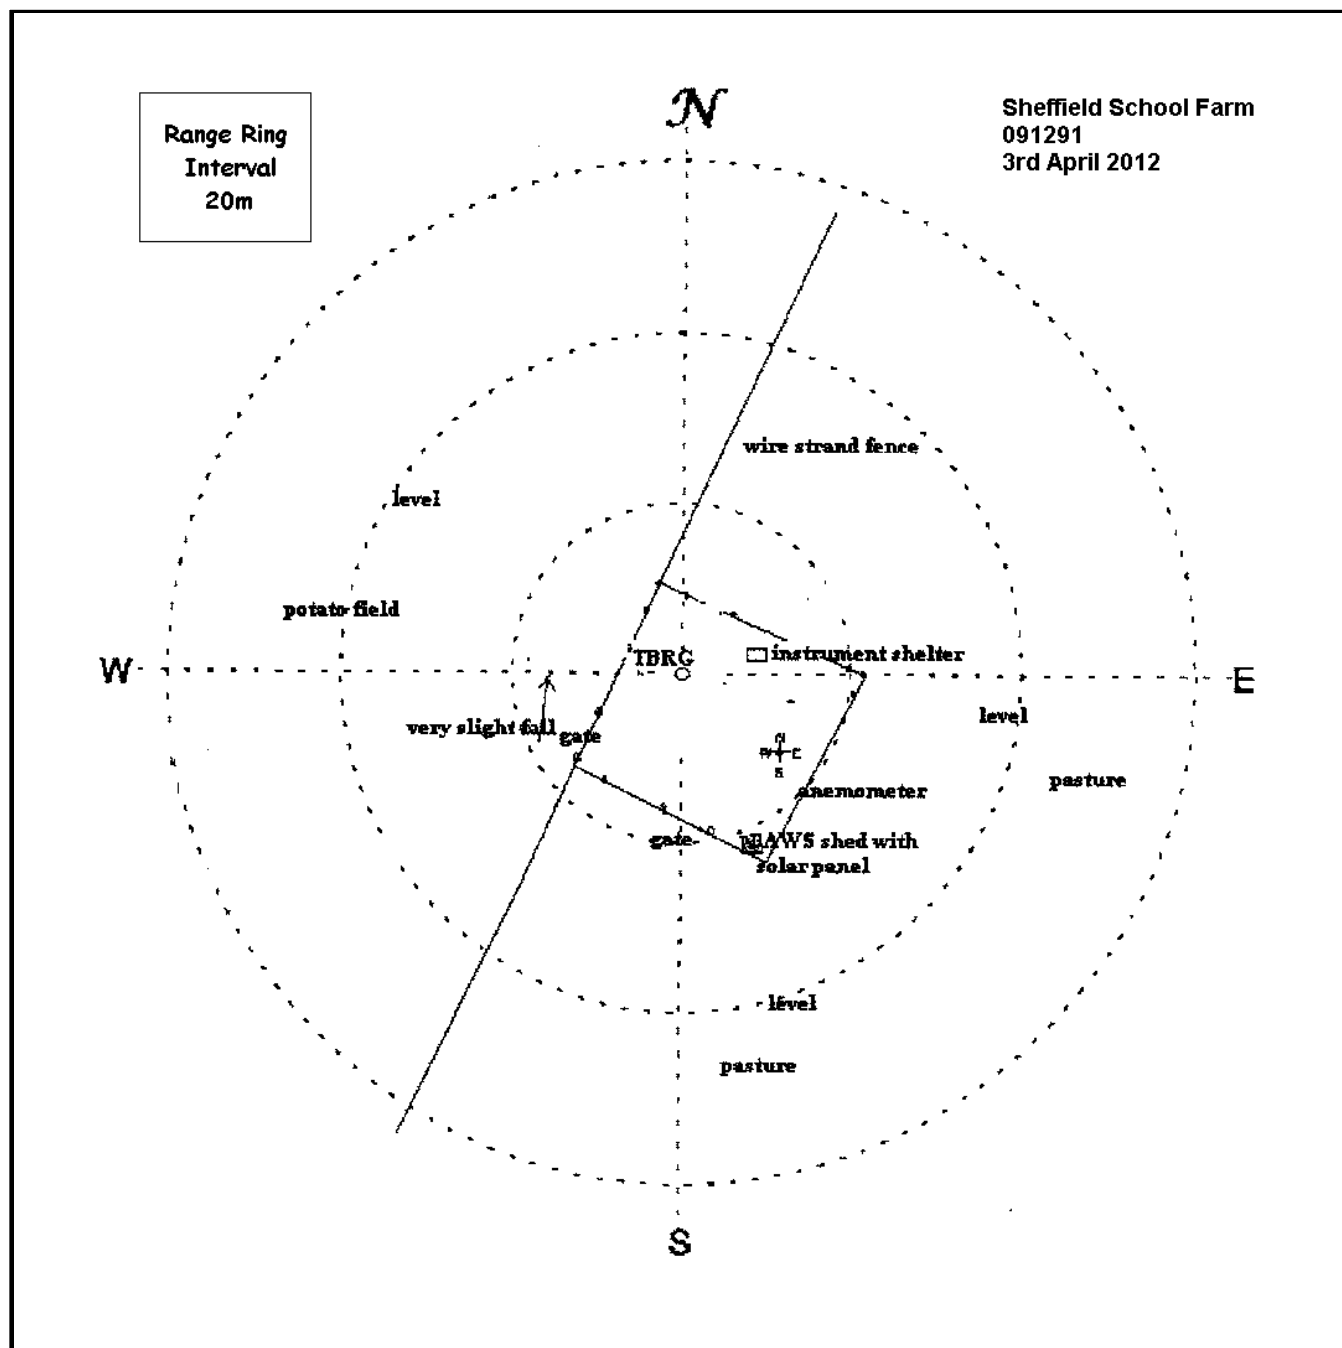 N
Range Ring
Interval
20m
Sheffield School Farm
091291
3rd April 2012
wire strand fence
level
potato field
W
TBRG
instrument shelter
E
very slight fall
gate
level
N
W E
S
pasture
anemometer
gate
AWS shed with
solar panel
level
pasture
S